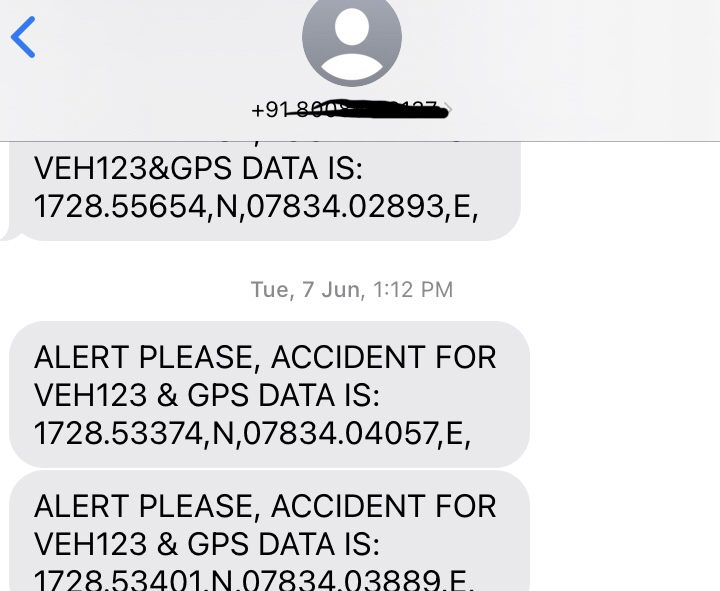 +91
VEH123&GPS DATA IS:
1728.55654,N,07834.02893,E,
Tue, 7 Jun, 1:12 PM
ALERT PLEASE, ACCIDENT FOR
VEH123 & GPS DATA IS:
1728.53374,N,07834.04057,E,
ALERT PLEASE, ACCIDENT FOR
VEH123 & GPS DATA IS:
1728.53401,N,07834.03889,E,